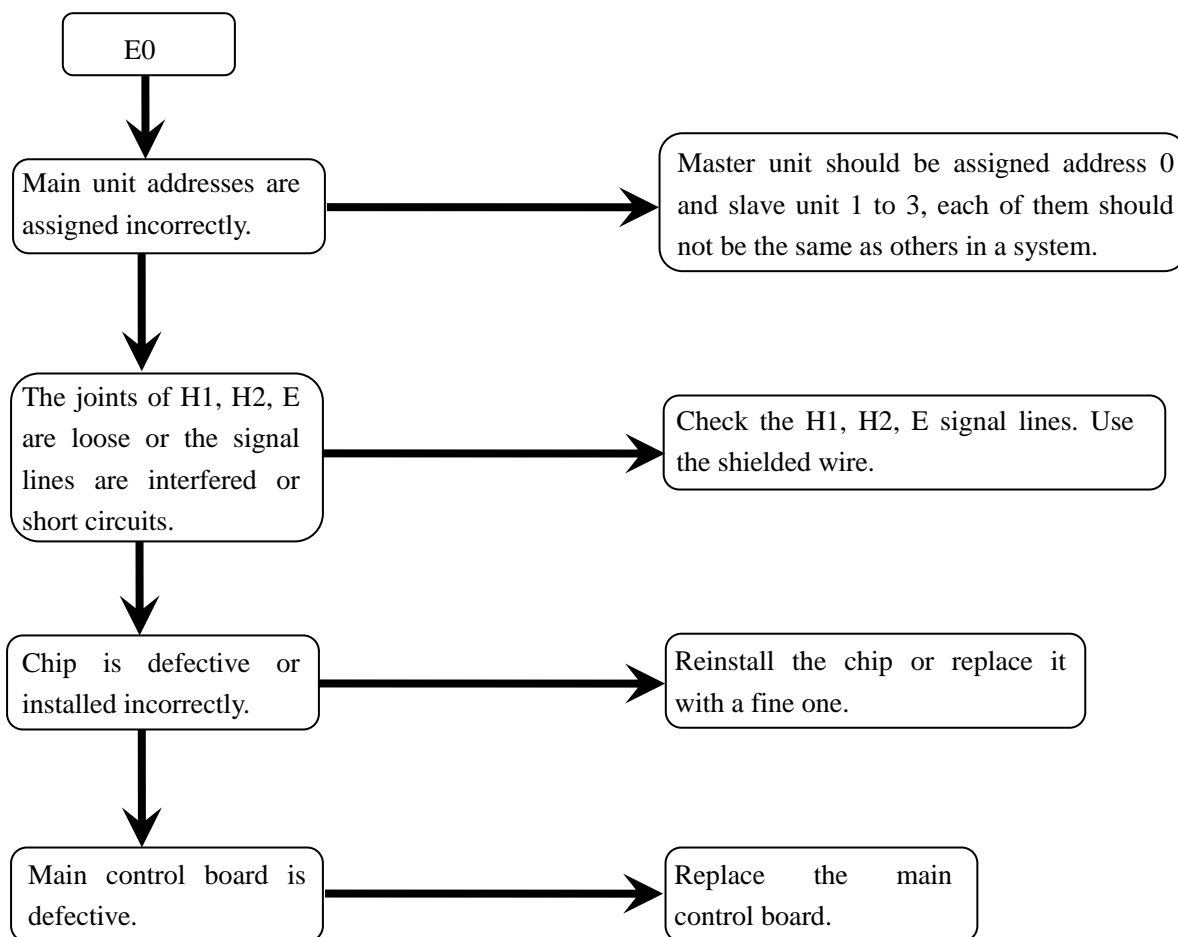 E0
Main unit addresses are
assigned incorrectly.
Master unit should be assigned address 0
and slave unit 1 to 3, each of them should
not be the same as others in a system.
The joints of H1, H2, E
are loose or the signal
lines are interfered or
short circuits.
Check the H1, H2, E signal lines. Use
the shielded wire.
Chip is defective or
installed incorrectly.
Reinstall the chip or replace it
with a fine one.
Main control board is
defective.
Replace the main
control board.